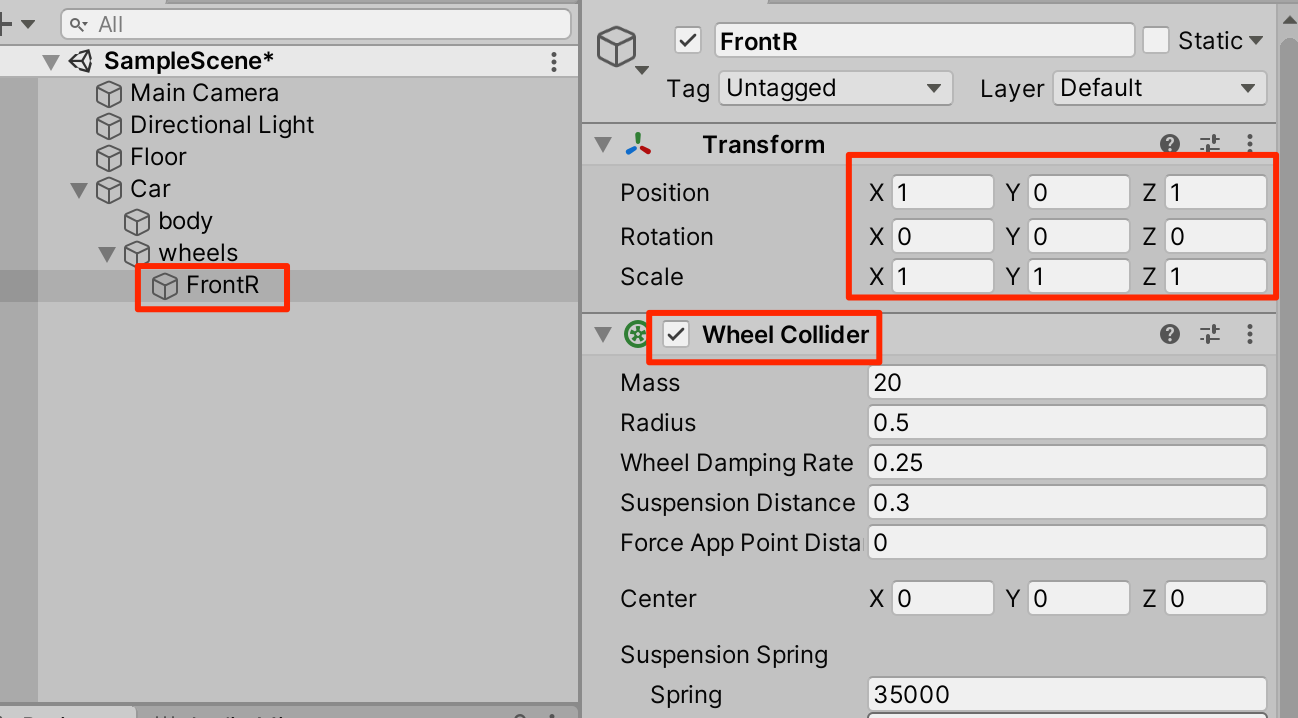 All
SampleScene*
Main Camera
Directional Light
Floor
Car
body
wheels
FrontR
FrontR
Static
Tag Untagged Layer Default
Transform
Position X 1 Y 0 Z 1
Rotation X 0 Y 0 Z 0
Scale X 1 Y 1 Z 1
Wheel Collider
Mass 20
Radius 0.5
Wheel Damping Rate 0.25
Suspension Distance 0.3
Force App Point Dista 0
Center X 0 Y 0 Z 0
Suspension Spring
Spring 35000